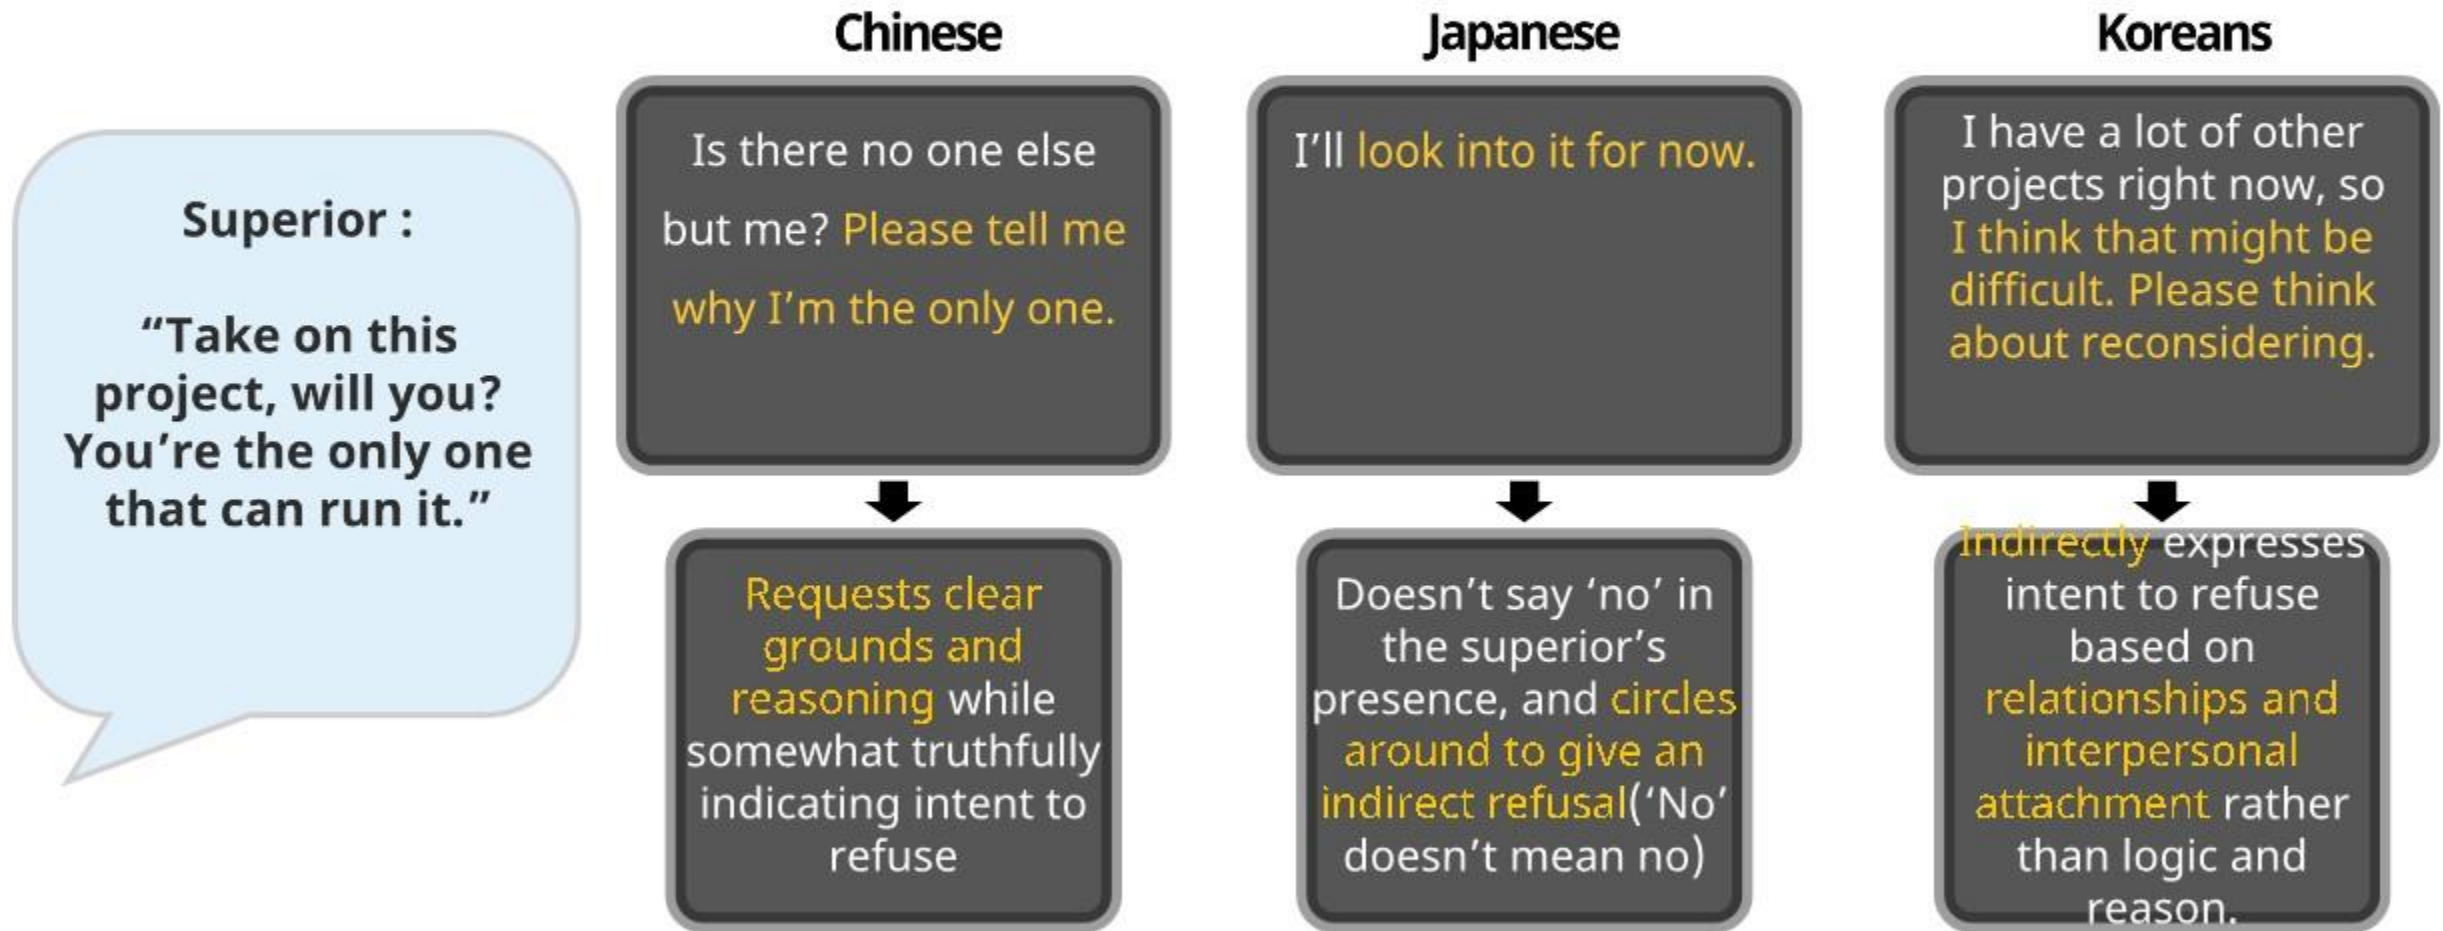 Chinese
Japanese
Koreans
Superior :
“Take on this
project, will you?
You’re the only one
that can run it.”
Is there no one else
but me? Please tell me
why I’m the only one.
I’ll look into it for now.
I have a lot of other
projects right now, so
I think that might be
difficult. Please think
about reconsidering.
Requests clear
grounds and
reasoning while
somewhat truthfully
indicating intent to
refuse
Doesn’t say ‘no’ in
the superior’s
presence, and circles
around to give an
indirect refusal(‘No’
doesn’t mean no)
Indirectly expresses
intent to refuse
based on
relationships and
interpersonal
attachment rather
than logic and
reason.